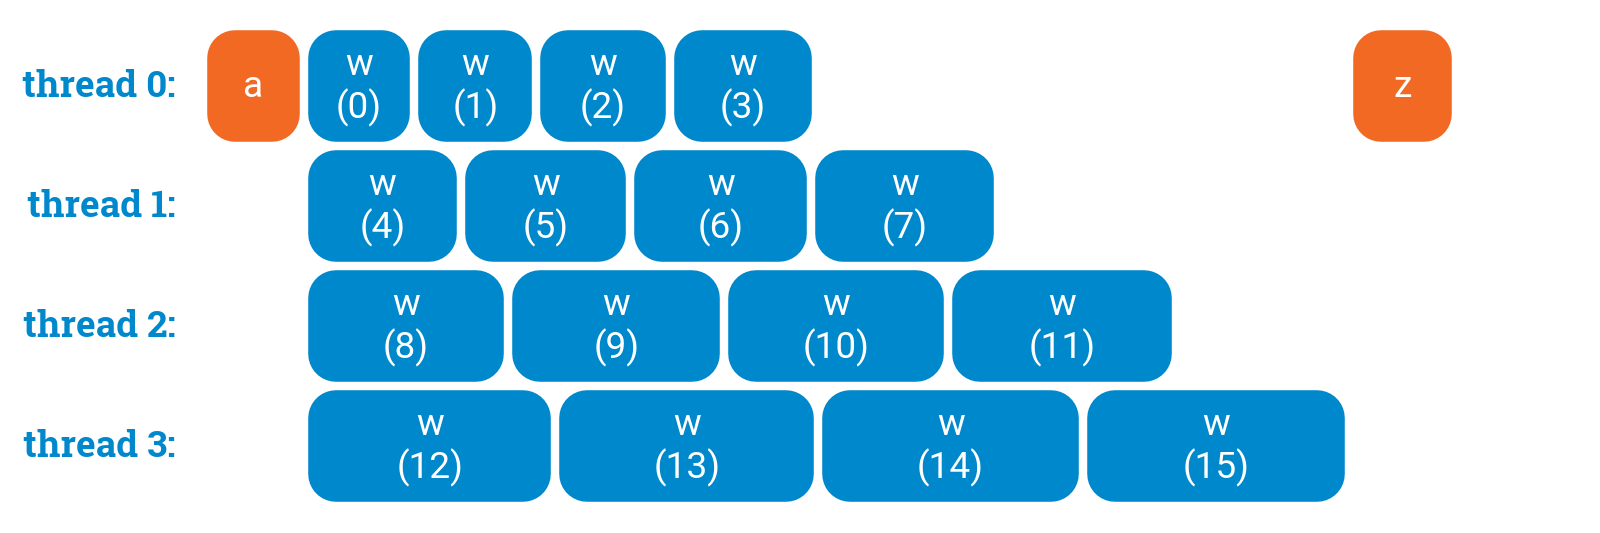 thread 0: a w (0) w (1) w (2) w (3) z
thread 1: w (4) w (5) w (6) w (7)
thread 2: w (8) w (9) w (10) w (11)
thread 3: w (12) w (13) w (14) w (15)